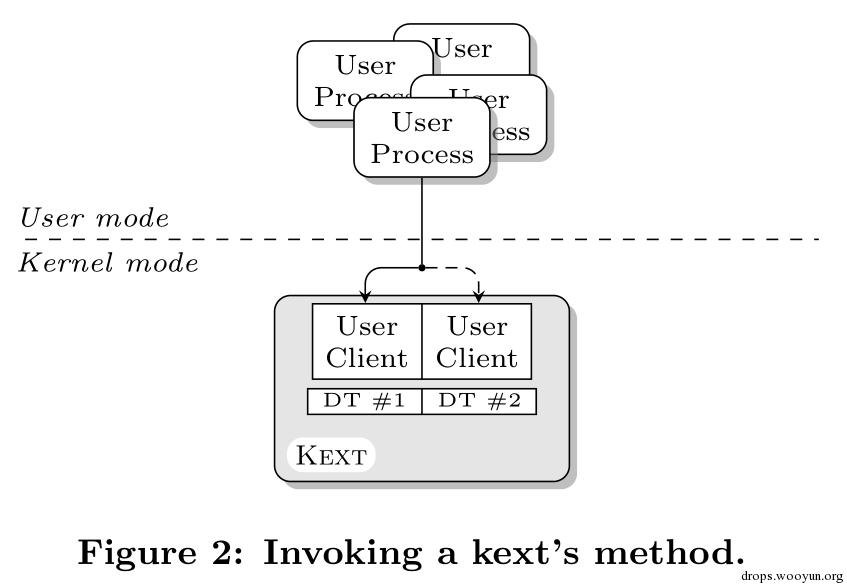 User
User
Process
User
ess
User
Process
User mode
Kernel mode
User
Client
User
Client
DT #1
DT #2
KEXT
Figure 2: Invoking a kext's method.
drops.wooyun.org